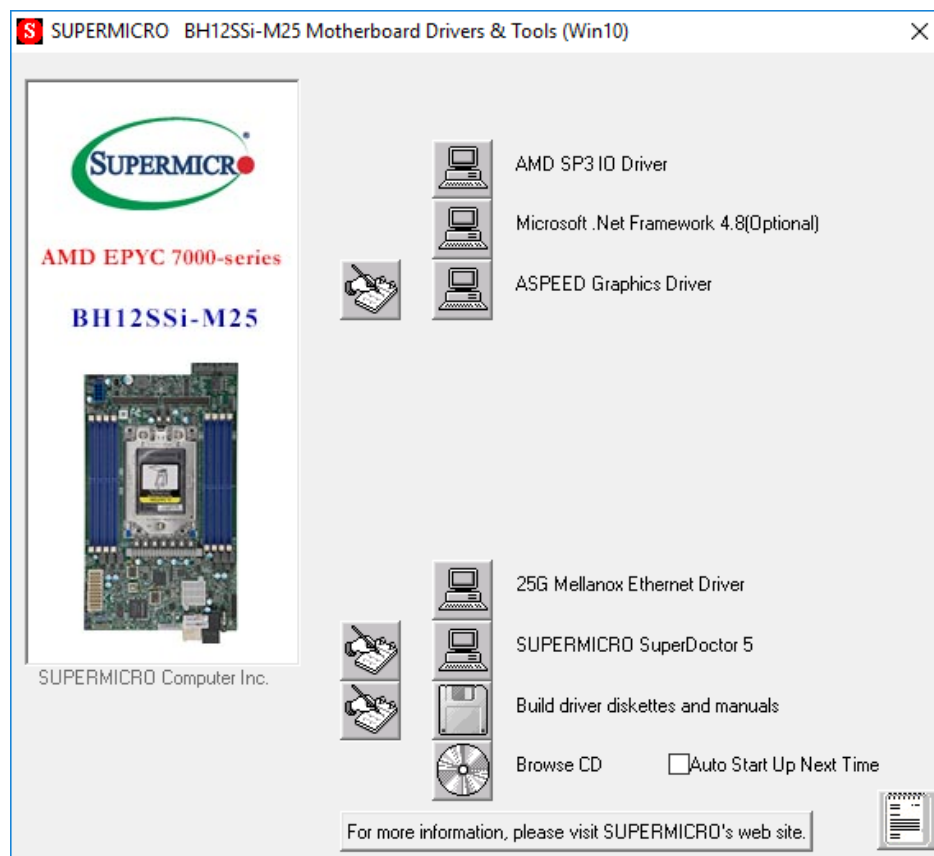 S SUPERMICRO BH12SSi-M25 Motherboard Drivers & Tools (Win10)
SUPERMICR
AMD EPYC 7000-series
BH12SSi-M25
SUPERMICRO Computer Inc.
AMD SP3 IO Driver
Microsoft .Net Framework 4.8(Optional)
ASPEED Graphics Driver
25G Mellanox Ethernet Driver
SUPERMICRO SuperDoctor 5
Build driver diskettes and manuals
Browse CD Auto Start Up Next Time
For more information, please visit SUPERMICRO's web site.